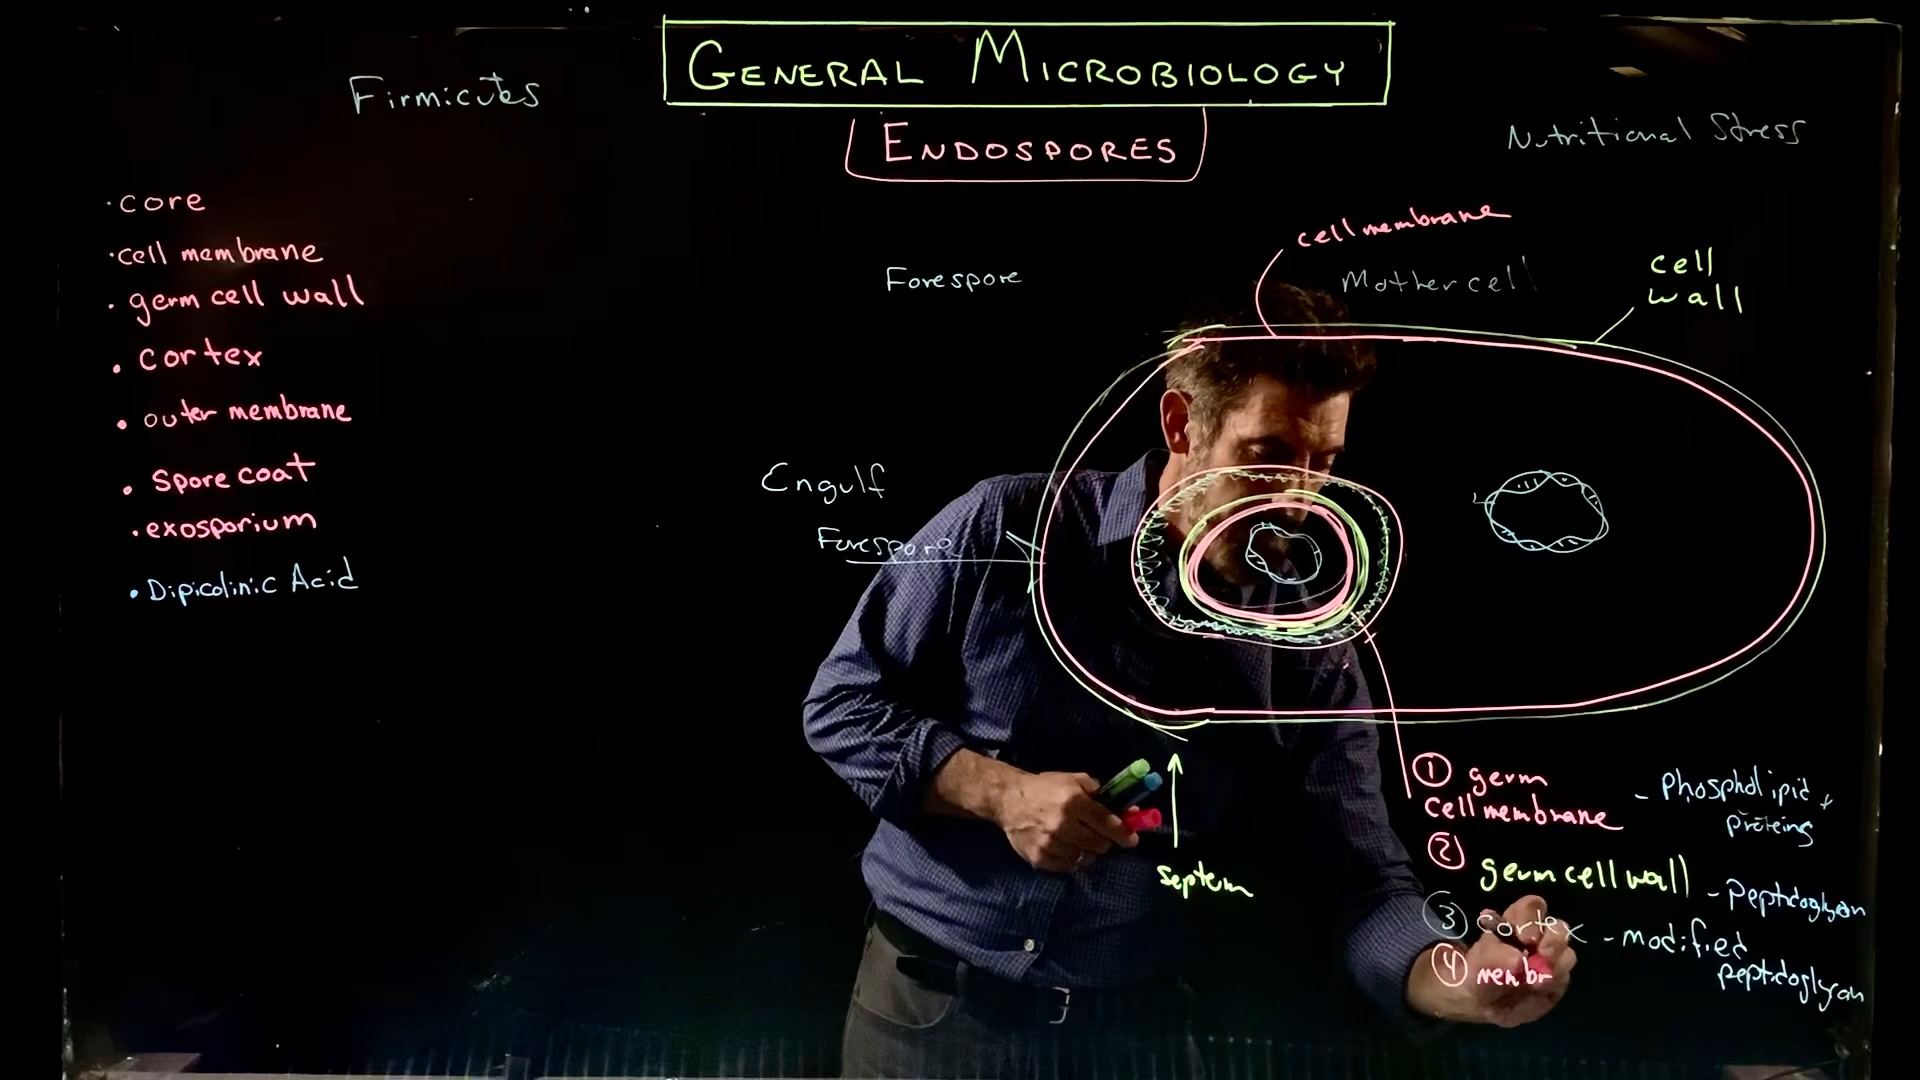 GENERAL MICROBIOLOGY
Firmicutes
ENDOSPORES
Nutritional Stress
• core
• cell membrane
• germ cell wall
• cortex
• outer membrane
• Spore coat
• exosporium
• Dipicolinic Acid
cell membrane
Forespore
Mother cell
cell
wall
Engulf
Forespore
septum
① germ
cell membrane
- Phospholipid +
proteins
②
germ cell wall
- Peptidoglycan
③ cortex
- modified
peptidoglycan
④ membr